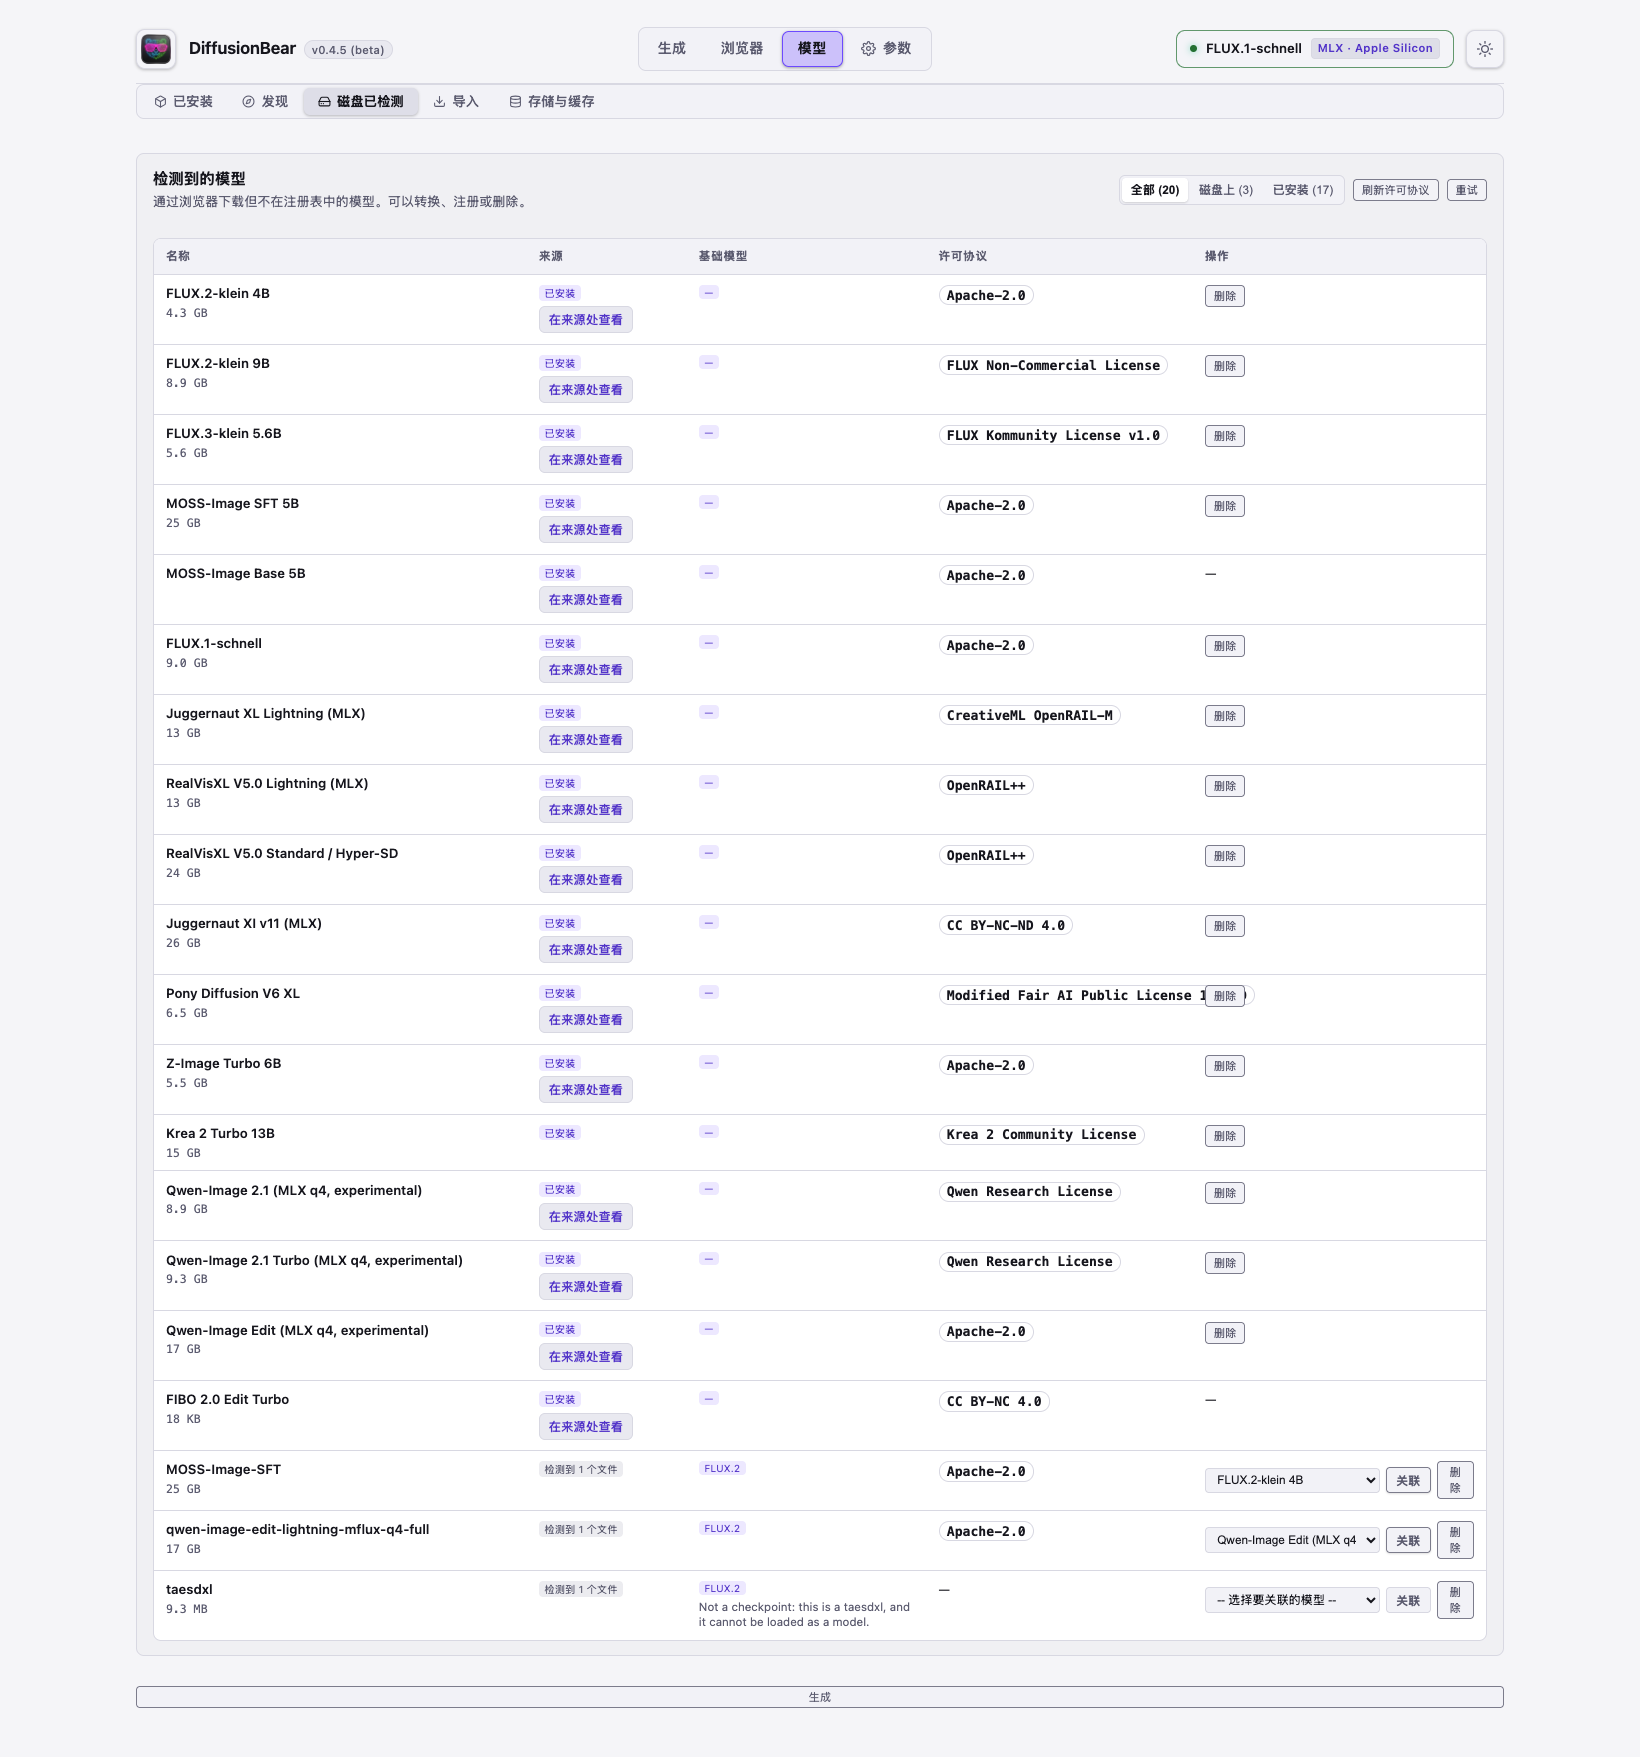 DiffusionBear v0.4.5 (beta)
生成 浏览器 模型 参数
FLUX.1-schnell MLX · Apple Silicon
已安装 发现 磁盘已检测 导入 存储与缓存
检测到的模型
通过浏览器下载但不在注册表中的模型。可以转换、注册或删除。
全部 (20) 磁盘上 (3) 已安装 (17) 刷新许可协议 重试
名称 来源 基础模型 许可协议 操作
FLUX.2-klein 4B 已安装 — Apache-2.0 删除
4.3 GB 在来源处查看
FLUX.2-klein 9B 已安装 — FLUX Non-Commercial License 删除
8.9 GB 在来源处查看
FLUX.3-klein 5.6B 已安装 — FLUX Kommunity License v1.0 删除
5.6 GB 在来源处查看
MOSS-Image SFT 5B 已安装 — Apache-2.0 删除
25 GB 在来源处查看
MOSS-Image Base 5B 已安装 — Apache-2.0 —
在来源处查看
FLUX.1-schnell 已安装 — Apache-2.0 删除
9.0 GB 在来源处查看
Juggernaut XL Lightning (MLX) 已安装 — CreativeML OpenRAIL-M 删除
13 GB 在来源处查看
RealVisXL V5.0 Lightning (MLX) 已安装 — OpenRAIL++ 删除
13 GB 在来源处查看
RealVisXL V5.0 Standard / Hyper-SD 已安装 — OpenRAIL++ 删除
24 GB 在来源处查看
Juggernaut XI v11 (MLX) 已安装 — CC BY-NC-ND 4.0 删除
26 GB 在来源处查看
Pony Diffusion V6 XL 已安装 — Modified Fair AI Public License 删除
6.5 GB 在来源处查看
Z-Image Turbo 6B 已安装 — Apache-2.0 删除
5.5 GB 在来源处查看
Krea 2 Turbo 13B 已安装 — Krea 2 Community License 删除
15 GB
Qwen-Image 2.1 (MLX q4, experimental) 已安装 — Qwen Research License 删除
8.9 GB 在来源处查看
Qwen-Image 2.1 Turbo (MLX q4, experimental) 已安装 — Qwen Research License 删除
9.3 GB 在来源处查看
Qwen-Image Edit (MLX q4, experimental) 已安装 — Apache-2.0 删除
17 GB 在来源处查看
FIBO 2.0 Edit Turbo 已安装 — CC BY-NC 4.0 —
18 KB 在来源处查看
MOSS-Image-SFT 检测到 1 个文件 FLUX.2 Apache-2.0 FLUX.2-klein 4B 关联 删除
25 GB
qwen-image-edit-lightning-mflux-q4-full 检测到 1 个文件 FLUX.2 Apache-2.0 Qwen-Image Edit (MLX q4 关联 删除
17 GB
taesdxl 检测到 1 个文件 FLUX.2 — -- 选择要关联的模型 -- 关联 删除
9.3 MB Not a checkpoint: this is a taesdxl, and
it cannot be loaded as a model.
生成